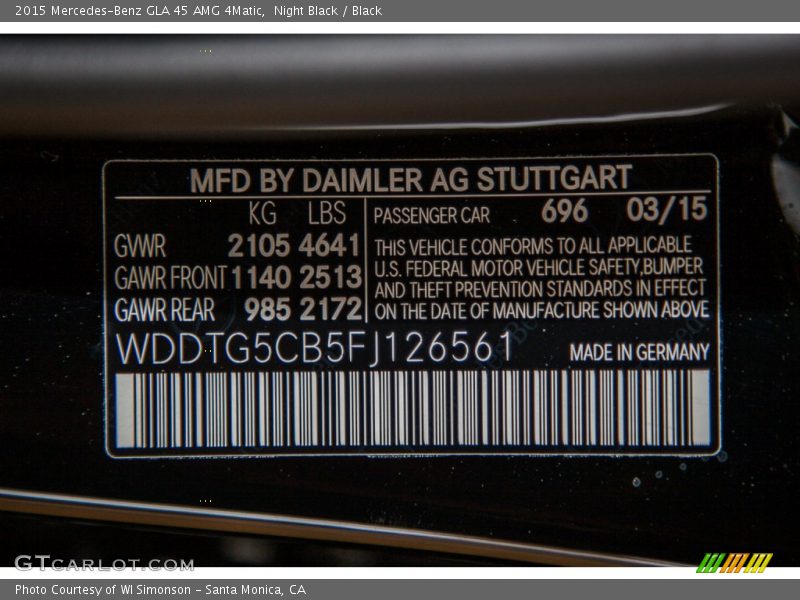 2015 Mercedes-Benz GLA 45 AMG 4Matic, Night Black / Black
MFD BY DAIMLER AG STUTTGART
KG LBS
GWR 2105 4641
GAWR FRONT 1140 2513
GAWR REAR 985 2172
PASSENGER CAR 696 03/15
THIS VEHICLE CONFORMS TO ALL APPLICABLE
U.S. FEDERAL MOTOR VEHICLE SAFETY,BUMPER
AND THEFT PREVENTION STANDARDS IN EFFECT
ON THE DATE OF MANUFACTURE SHOWN ABOVE
WDDTG5CB5FJ126561 MADE IN GERMANY
GTCARLOT.COM
Photo Courtesy of WI Simonson - Santa Monica, CA